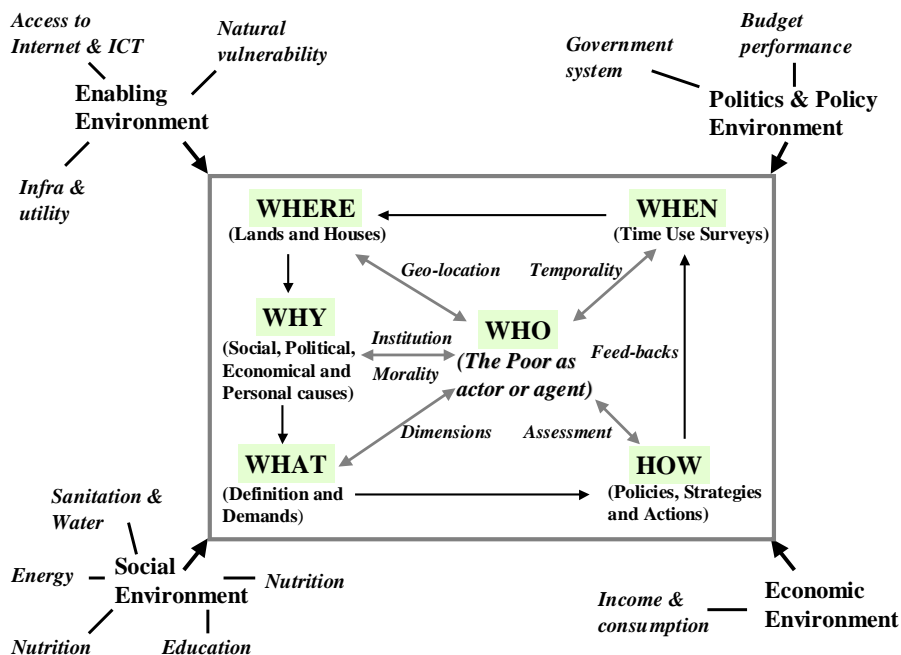 Access to
Internet & ICT
Natural
vulnerability
Enabling
Environment
Infra &
utility
Government
system
Budget
performance
Politics & Policy
Environment
WHERE
(Lands and Houses)
WHEN
(Time Use Surveys)
Geo-location
Temporality
WHY
(Social, Political,
Economical and
Personal causes)
Institution
Morality
WHO
(The Poor as
actor or agent)
Feed-backs
Dimensions
Assessment
WHAT
(Definition and
Demands)
HOW
(Policies, Strategies
and Actions)
Sanitation &
Water
Energy
Social
Environment
Nutrition
Nutrition
Education
Income &
consumption
Economic
Environment